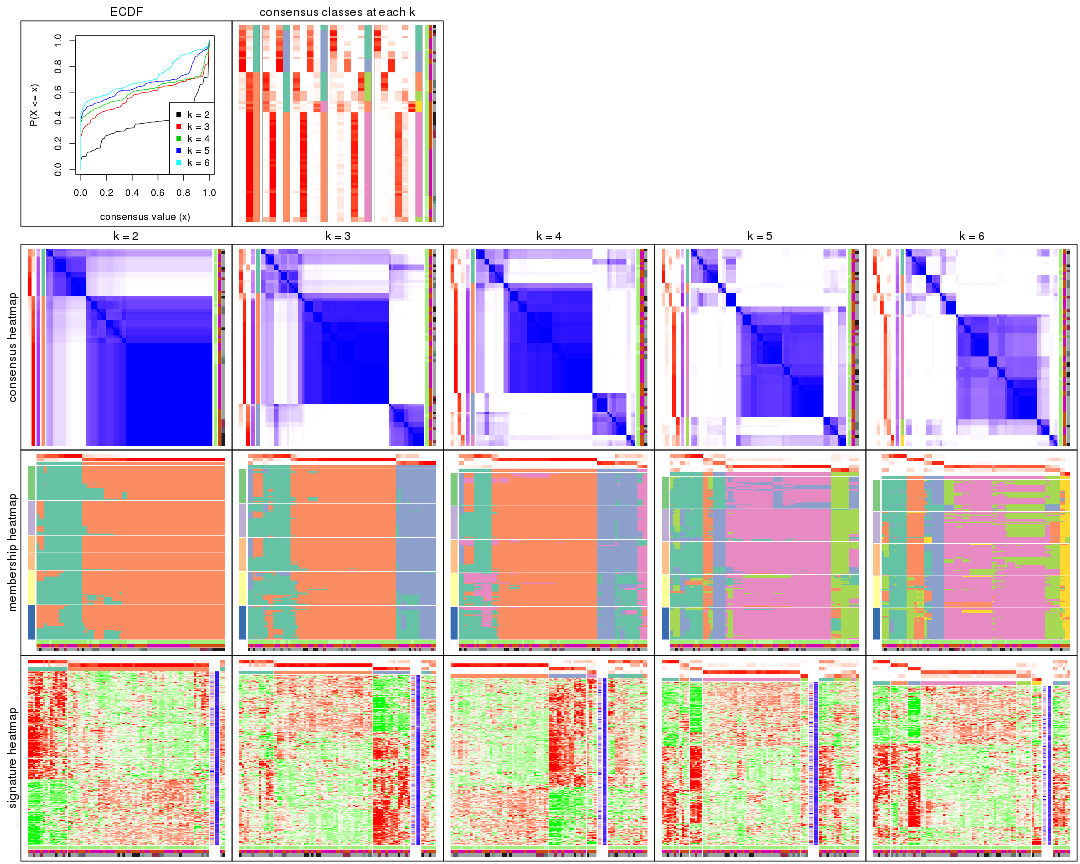 ECDF
consensus classes at each k
P(X <= x)
1.0
0.8
0.6
0.4
0.2
0.0
k = 2
k = 3
k = 4
k = 5
k = 6
0.0 0.2 0.4 0.6 0.8 1.0
consensus value (x)
k = 2
k = 3
k = 4
k = 5
k = 6
consensus heatmap
membership heatmap
signature heatmap